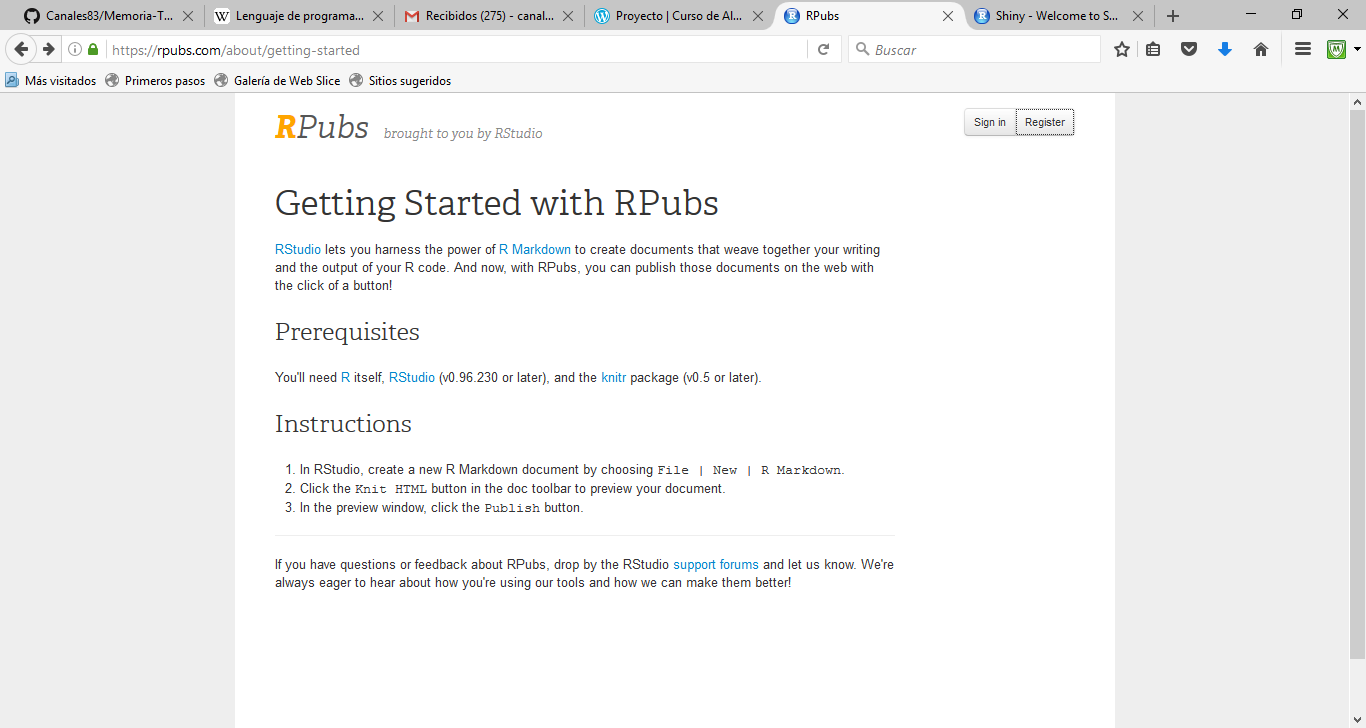 Canales83/Memoria-T...
Lenguaje de programa...
Recibidos (275) - canal...
Proyecto | Curso de Al...
RPubs
Shiny - Welcome to S...
https://rpubs.com/about/getting-started
Buscar
Más visitados
Primeros pasos
Galería de Web Slice
Sitios sugeridos
RPubs brought to you by RStudio
Sign in
Register
Getting Started with RPubs
RStudio lets you harness the power of R Markdown to create documents that weave together your writing
and the output of your R code. And now, with RPubs, you can publish those documents on the web with
the click of a button!
Prerequisites
You'll need R itself, RStudio (v0.96.230 or later), and the knitr package (v0.5 or later).
Instructions
1. In RStudio, create a new R Markdown document by choosing File | New | R Markdown.
2. Click the Knit HTML button in the doc toolbar to preview your document.
3. In the preview window, click the Publish button.
If you have questions or feedback about RPubs, drop by the RStudio support forums and let us know. We're
always eager to hear about how you're using our tools and how we can make them better!